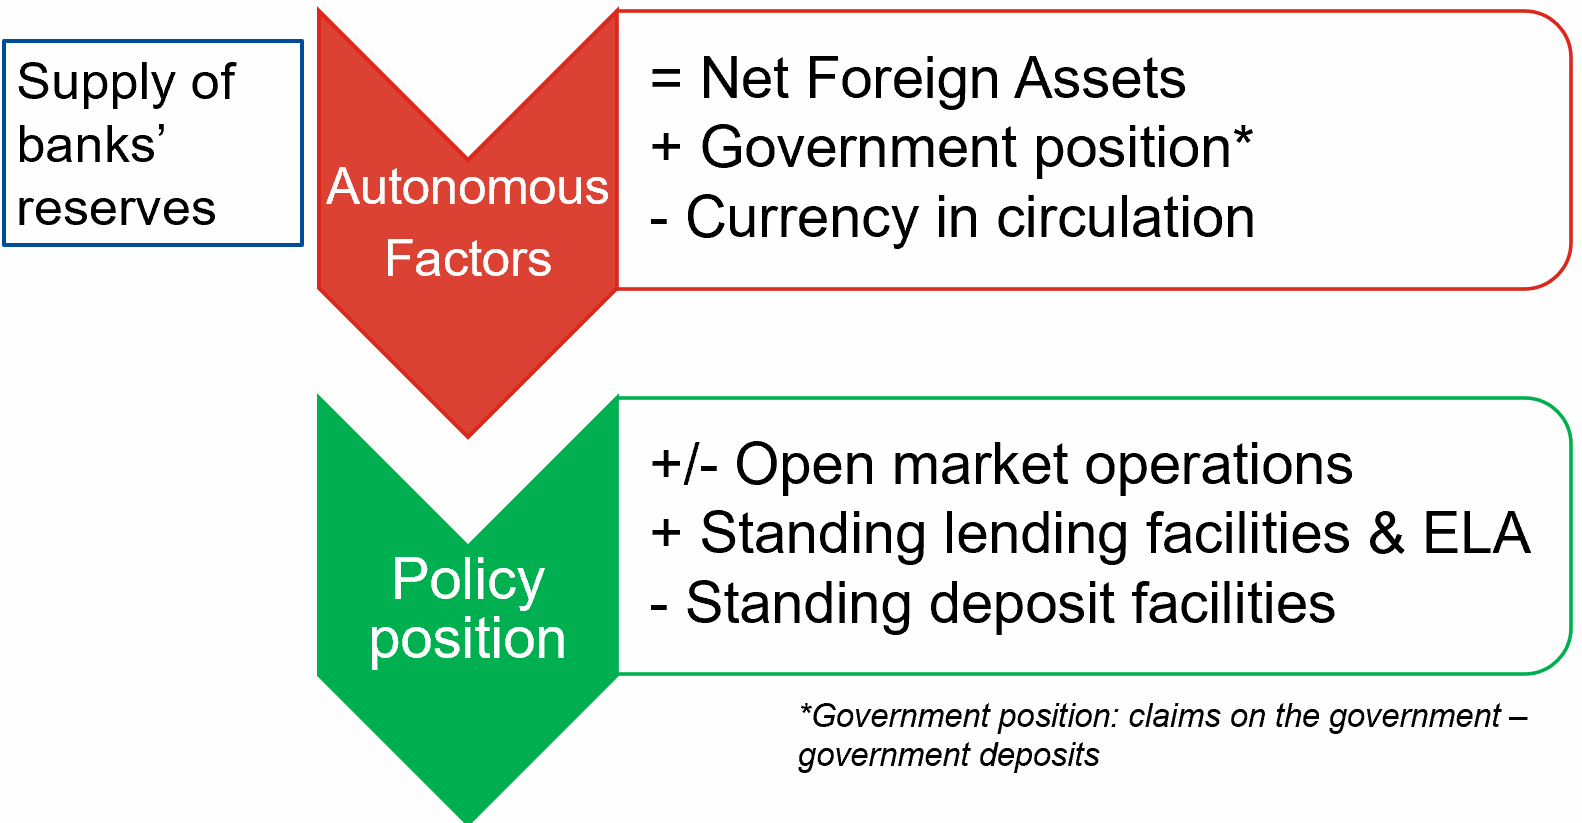 Supply of
banks’
reserves
Autonomous
Factors
= Net Foreign Assets
+ Government position*
- Currency in circulation
Policy
position
+/- Open market operations
+ Standing lending facilities & ELA
- Standing deposit facilities
*Government position: claims on the government –
government deposits